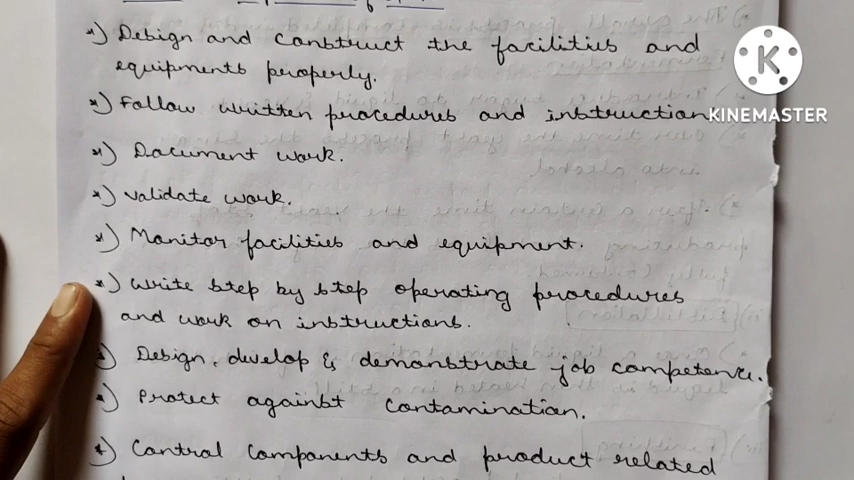 *) Design and construct the facilities and
equipments properly.
*) Follow written procedures and instruction
KINEMASTER
*) Document work.
*) Validate work.
*) Monitor facilities and equipment.
*) Write step by step operating procedures
and work on instructions.
*) Design, develop & demonstrate job competence.
*) Protect against contamination.
*) Control components and product related